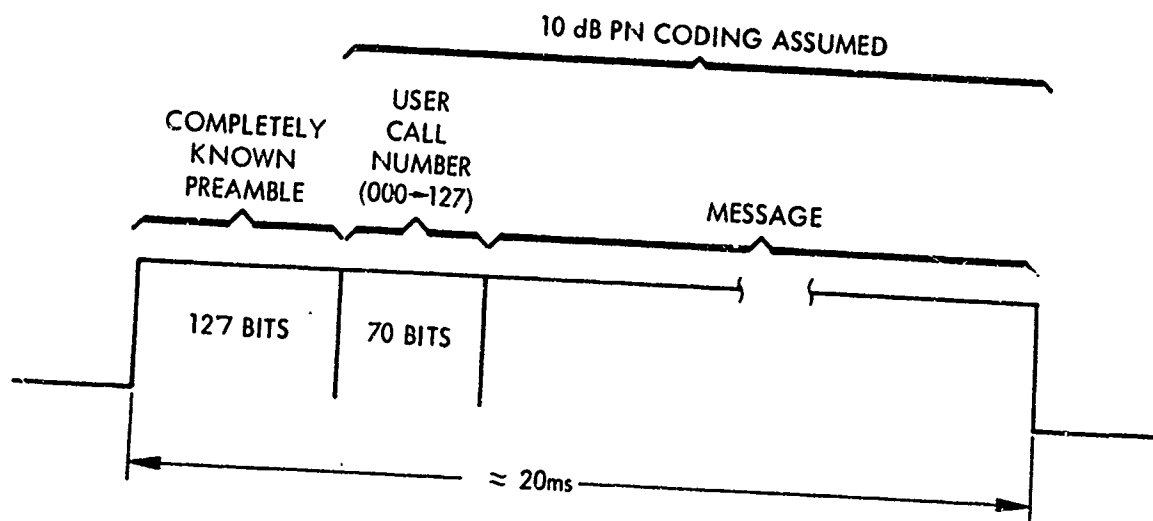 10 dB PN CODING ASSUMED
COMPLETELY
KNOWN
PREAMBLE
USER
CALL
NUMBER
(000→127)
MESSAGE
127 BITS
70 BITS
≈ 20ms